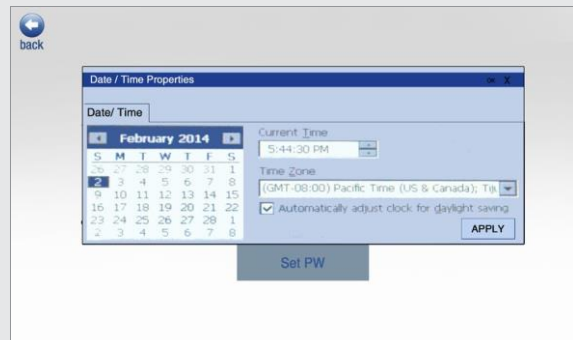 back
Date / Time Properties
OK X
Date/ Time
February 2014
S M T W T F S
26 27 28 29 30 31 1
2 3 4 5 6 7 8
9 10 11 12 13 14 15
16 17 18 19 20 21 22
23 24 25 26 27 28 1
2 3 4 5 6 7 8
Current Time
5:44:30 PM
Time Zone
(GMT-08:00) Pacific Time (US & Canada); Tij
Automatically adjust clock for daylight saving
APPLY
Set PW